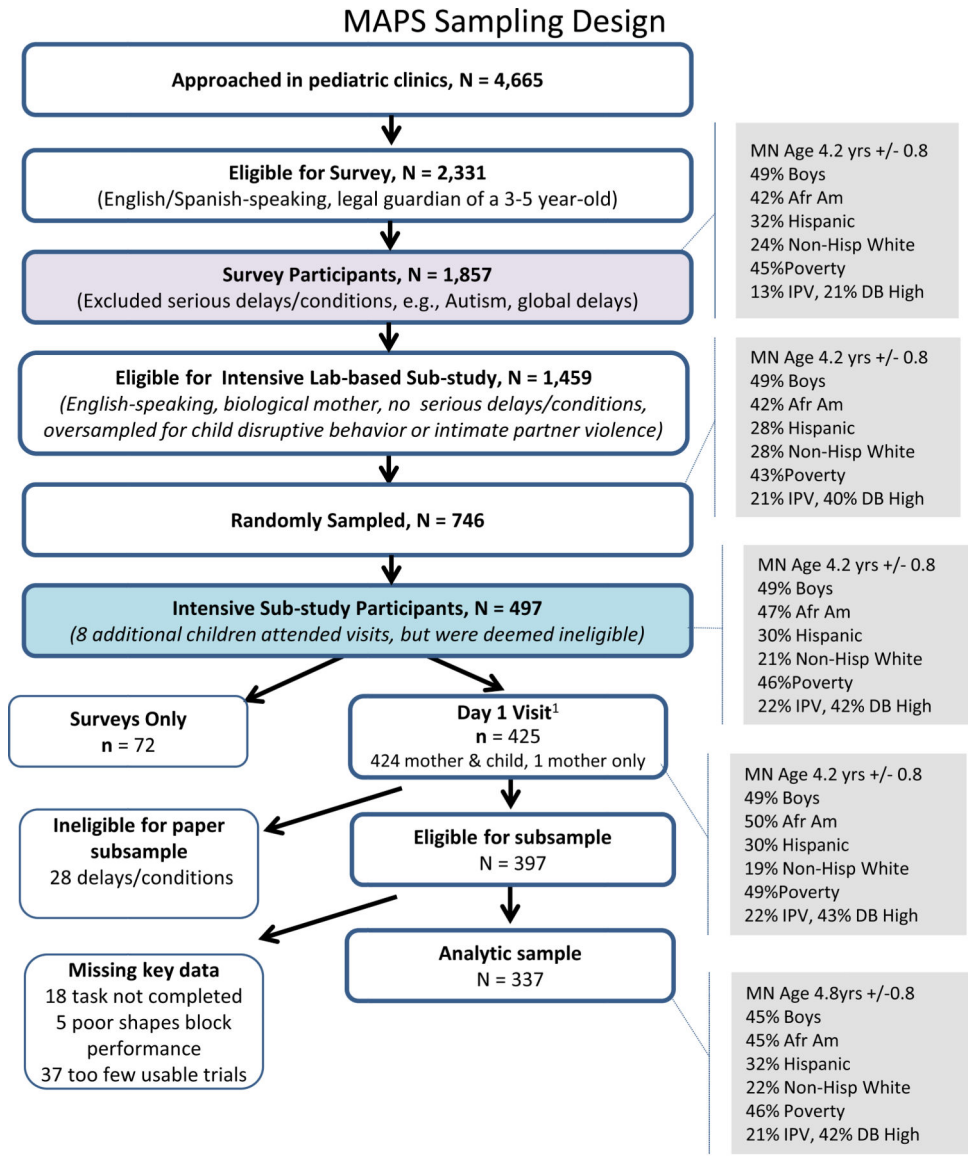 MAPS Sampling Design
Approached in pediatric clinics, N = 4,665
Eligible for Survey, N = 2,331
(English/Spanish-speaking, legal guardian of a 3-5 year-old)
Survey Participants, N = 1,857
(Excluded serious delays/conditions, e.g., Autism, global delays)
MN Age 4.2 yrs +/- 0.8
49% Boys
42% Afr Am
32% Hispanic
24% Non-Hisp White
45%Poverty
13% IPV, 21% DB High
Eligible for Intensive Lab-based Sub-study, N = 1,459
(English-speaking, biological mother, no serious delays/conditions,
oversampled for child disruptive behavior or intimate partner violence)
Randomly Sampled, N = 746
MN Age 4.2 yrs +/- 0.8
49% Boys
42% Afr Am
28% Hispanic
28% Non-Hisp White
43%Poverty
21% IPV, 40% DB High
Intensive Sub-study Participants, N = 497
(8 additional children attended visits, but were deemed ineligible)
MN Age 4.2 yrs +/- 0.8
49% Boys
47% Afr Am
30% Hispanic
21% Non-Hisp White
46%Poverty
22% IPV, 42% DB High
Surveys Only
n = 72
Day 1 Visit1
n = 425
424 mother & child, 1 mother only
MN Age 4.2 yrs +/- 0.8
49% Boys
50% Afr Am
30% Hispanic
19% Non-Hisp White
49%Poverty
22% IPV, 43% DB High
Ineligible for paper
subsample
28 delays/conditions
Eligible for subsample
N = 397
Missing key data
18 task not completed
5 poor shapes block
performance
37 too few usable trials
Analytic sample
N = 337
MN Age 4.8yrs +/-0.8
45% Boys
45% Afr Am
32% Hispanic
22% Non-Hisp White
46% Poverty
21% IPV, 42% DB High